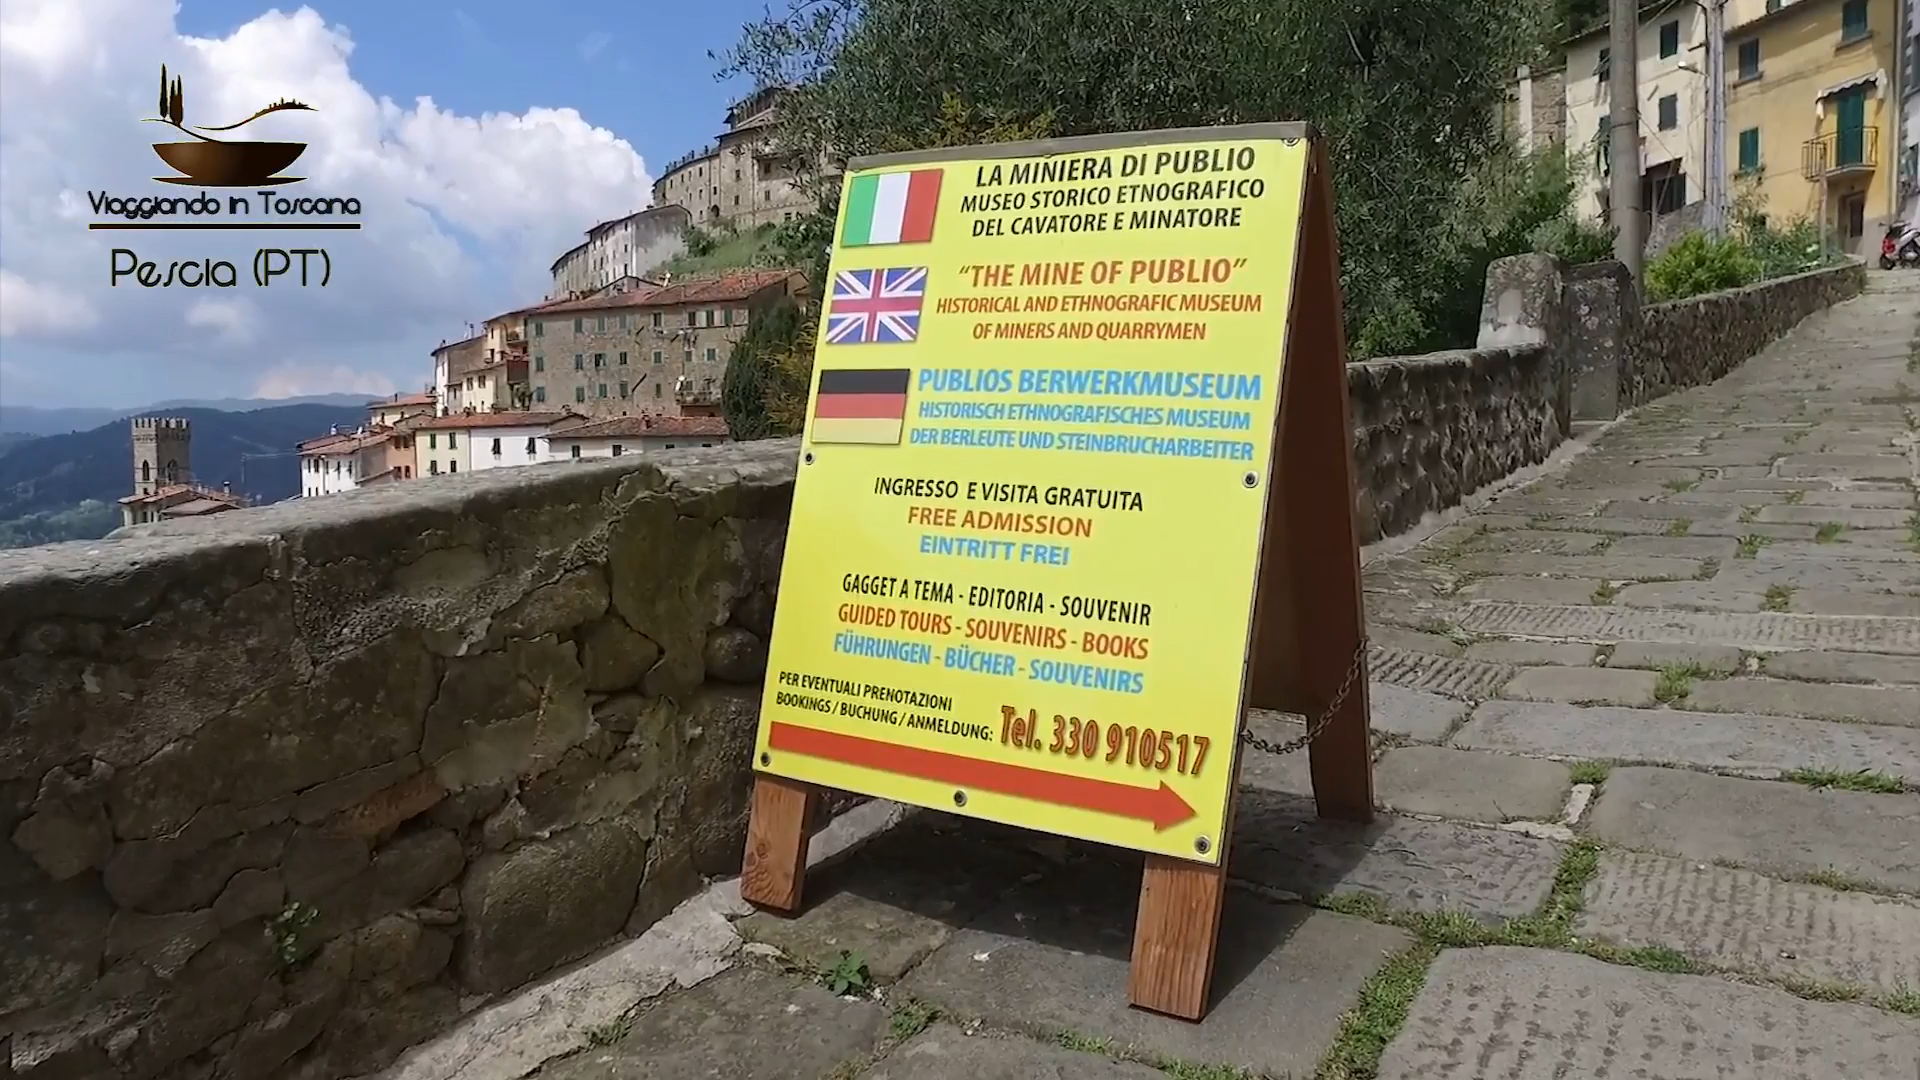 Viaggiando in Toscana
Pescia (PT)
LA MINIERA DI PUBLIO
MUSEO STORICO ETNOGRAFICO
DEL CAVATORE E MINATORE
"THE MINE OF PUBLIO"
HISTORICAL AND ETHNOGRAFIC MUSEUM
OF MINERS AND QUARRYMEN
PUBLIOS BERWERKMUSEUM
HISTORISCH ETHNOGRAFISCHES MUSEUM
DER BERLEUTE UND STEINBRUCHARBEITER
INGRESSO E VISITA GRATUITA
FREE ADMISSION
EINTRITT FREI
GAGGET A TEMA - EDITORIA - SOUVENIR
GUIDED TOURS - SOUVENIRS - BOOKS
FÜHRUNGEN - BÜCHER - SOUVENIRS
PER EVENTUALI PRENOTAZIONI
BOOKINGS / BUCHUNG / ANMELDUNG: Tel. 330 910517